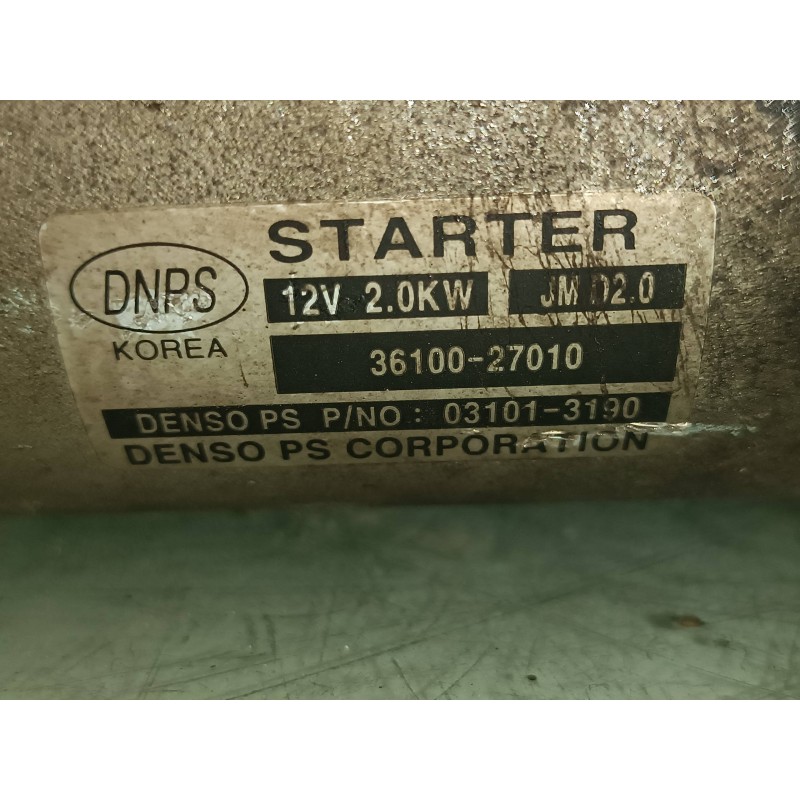 STARTER
DNPS 12V 2.0KW JM D2.0
KOREA 36100-27010
DENSO PS P/NO: 03101-3190
DENSO PS CORPORATION